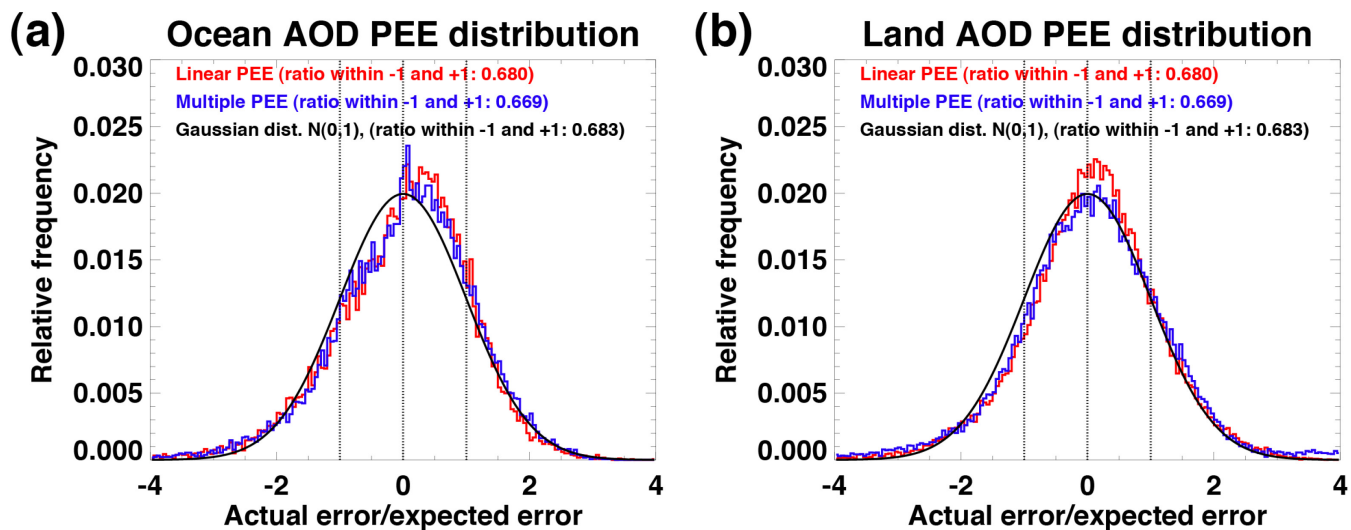 (a) Ocean AOD PEE distribution
Linear PEE (ratio within -1 and +1: 0.680)
Multiple PEE (ratio within -1 and +1: 0.669)
Gaussian dist. N(0,1), (ratio within -1 and +1: 0.683)
Relative frequency
0.030
0.025
0.020
0.015
0.010
0.005
0.000
-4 -2 0 2 4
Actual error/expected error
(b) Land AOD PEE distribution
Linear PEE (ratio within -1 and +1: 0.680)
Multiple PEE (ratio within -1 and +1: 0.669)
Gaussian dist. N(0,1), (ratio within -1 and +1: 0.683)
Relative frequency
0.030
0.025
0.020
0.015
0.010
0.005
0.000
-4 -2 0 2 4
Actual error/expected error